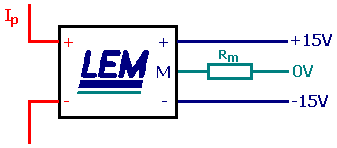 Ip
+ + +15V
Rm
LEM M 0V
- - -15V